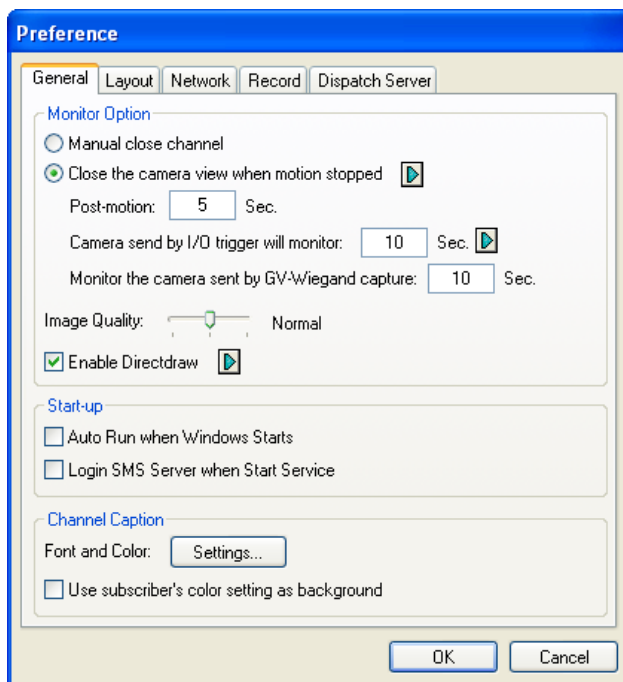 Preference
General Layout Network Record Dispatch Server
Monitor Option
Manual close channel
Close the camera view when motion stopped
Post-motion: 5 Sec.
Camera send by I/O trigger will monitor: 10 Sec.
Monitor the camera sent by GV-Wiegand capture: 10 Sec.
Image Quality: Normal
Enable Directdraw
Start-up
Auto Run when Windows Starts
Login SMS Server when Start Service
Channel Caption
Font and Color: Settings...
Use subscriber's color setting as background
OK Cancel